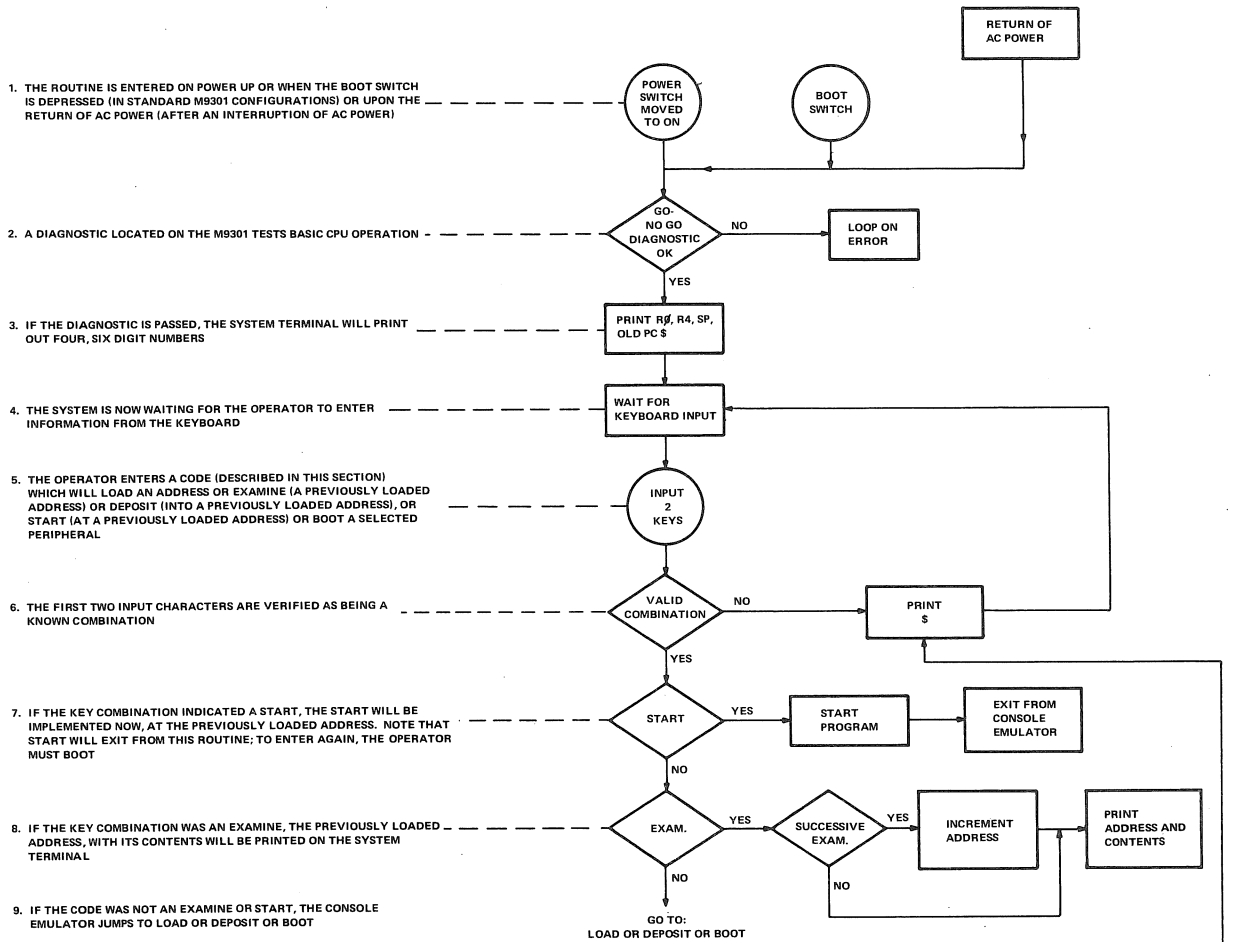 RETURN OF
AC POWER
1. THE ROUTINE IS ENTERED ON POWER UP OR WHEN THE BOOT SWITCH
IS DEPRESSED (IN STANDARD M9301 CONFIGURATIONS) OR UPON THE
RETURN OF AC POWER (AFTER AN INTERRUPTION OF AC POWER)
POWER
SWITCH
MOVED
TO ON
BOOT
SWITCH
2. A DIAGNOSTIC LOCATED ON THE M9301 TESTS BASIC CPU OPERATION
GO-
NO GO
DIAGNOSTIC
OK
NO
LOOP ON
ERROR
YES
3. IF THE DIAGNOSTIC IS PASSED, THE SYSTEM TERMINAL WILL PRINT
OUT FOUR, SIX DIGIT NUMBERS
PRINT RØ, R4, SP,
OLD PC $
4. THE SYSTEM IS NOW WAITING FOR THE OPERATOR TO ENTER
INFORMATION FROM THE KEYBOARD
WAIT FOR
KEYBOARD INPUT
5. THE OPERATOR ENTERS A CODE (DESCRIBED IN THIS SECTION)
WHICH WILL LOAD AN ADDRESS OR EXAMINE (A PREVIOUSLY LOADED
ADDRESS) OR DEPOSIT (INTO A PREVIOUSLY LOADED ADDRESS), OR
START (AT A PREVIOUSLY LOADED ADDRESS) OR BOOT A SELECTED
PERIPHERAL
INPUT
2
KEYS
6. THE FIRST TWO INPUT CHARACTERS ARE VERIFIED AS BEING A
KNOWN COMBINATION
VALID
COMBINATION
NO
PRINT
$
YES
7. IF THE KEY COMBINATION INDICATED A START, THE START WILL BE
IMPLEMENTED NOW, AT THE PREVIOUSLY LOADED ADDRESS. NOTE THAT
START WILL EXIT FROM THIS ROUTINE; TO ENTER AGAIN, THE OPERATOR
MUST BOOT
START
YES
START
PROGRAM
EXIT FROM
CONSOLE
EMULATOR
NO
8. IF THE KEY COMBINATION WAS AN EXAMINE, THE PREVIOUSLY LOADED
ADDRESS, WITH ITS CONTENTS WILL BE PRINTED ON THE SYSTEM
TERMINAL
EXAM.
YES
SUCCESSIVE
EXAM.
YES
INCREMENT
ADDRESS
PRINT
ADDRESS AND
CONTENTS
NO
NO
9. IF THE CODE WAS NOT AN EXAMINE OR START, THE CONSOLE
EMULATOR JUMPS TO LOAD OR DEPOSIT OR BOOT
GO TO:
LOAD OR DEPOSIT OR BOOT